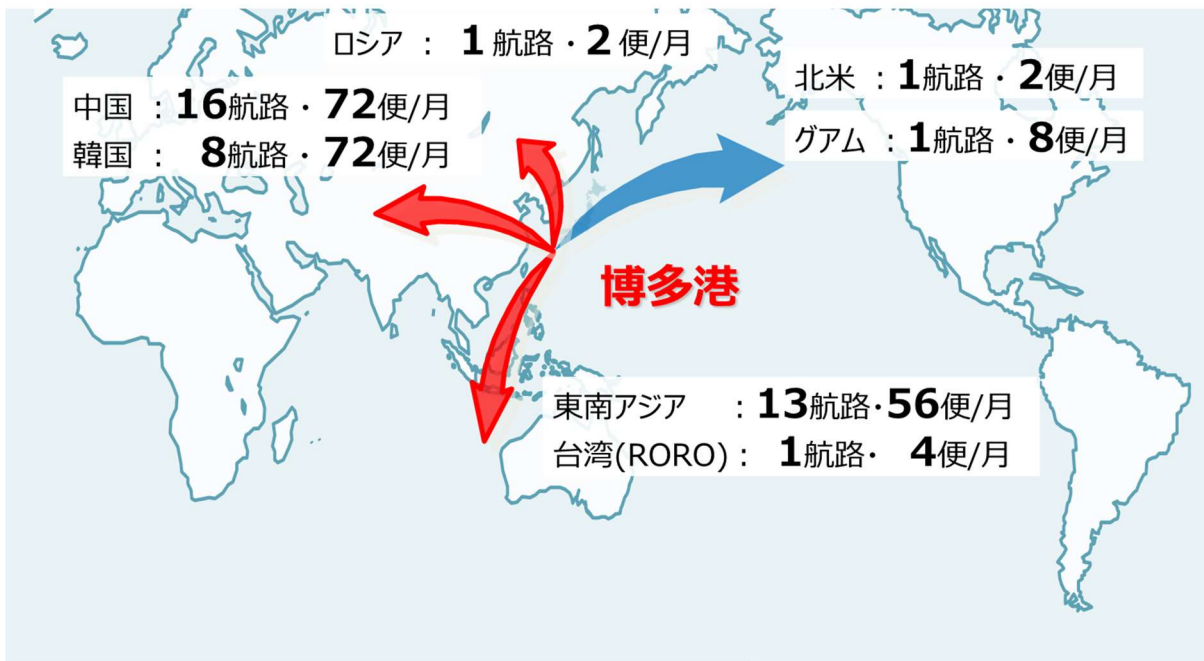 ロシア : 1航路・2便/月
中国 : 16航路・72便/月
韓国 : 8航路・72便/月
北米 : 1航路・2便/月
グアム : 1航路・8便/月
博多港
東南アジア : 13航路・56便/月
台湾(RORO) : 1航路・4便/月